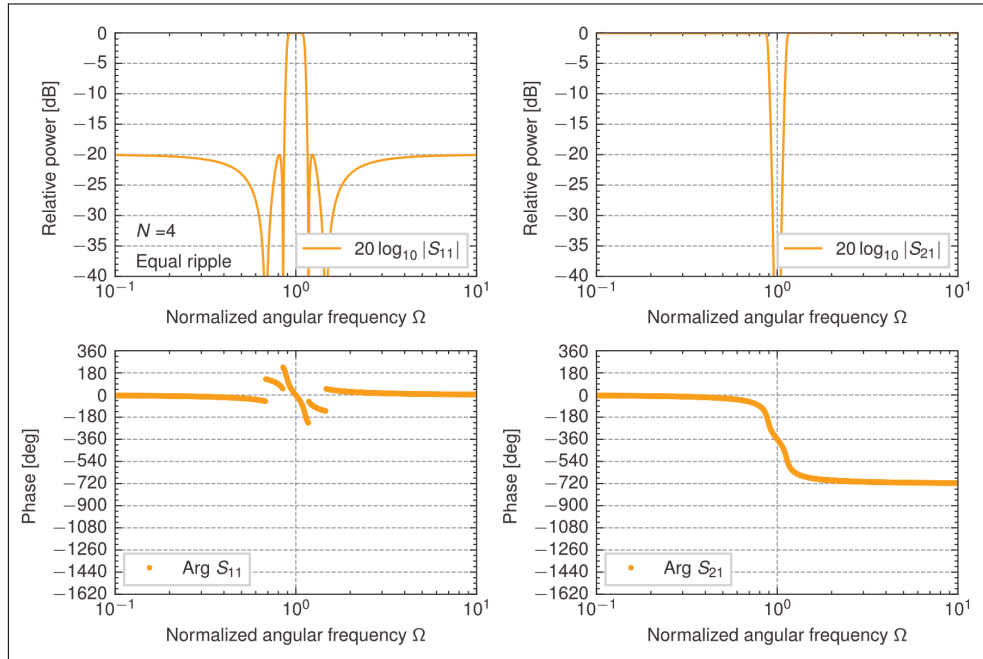 Relative power [dB]
0
−5
−10
−15
−20
−25
−30
−35
−40
N =4
Equal ripple
20 log₁₀ |S₁₁|
10⁻¹ 10⁰ 10¹
Normalized angular frequency Ω
Relative power [dB]
0
−5
−10
−15
−20
−25
−30
−35
−40
20 log₁₀ |S₂₁|
10⁻¹ 10⁰ 10¹
Normalized angular frequency Ω
Phase [deg]
360
180
0
−180
−360
−540
−720
−900
−1080
−1260
−1440
−1620
Arg S₁₁
10⁻¹ 10⁰ 10¹
Normalized angular frequency Ω
Phase [deg]
360
180
0
−180
−360
−540
−720
−900
−1080
−1260
−1440
−1620
Arg S₂₁
10⁻¹ 10⁰ 10¹
Normalized angular frequency Ω